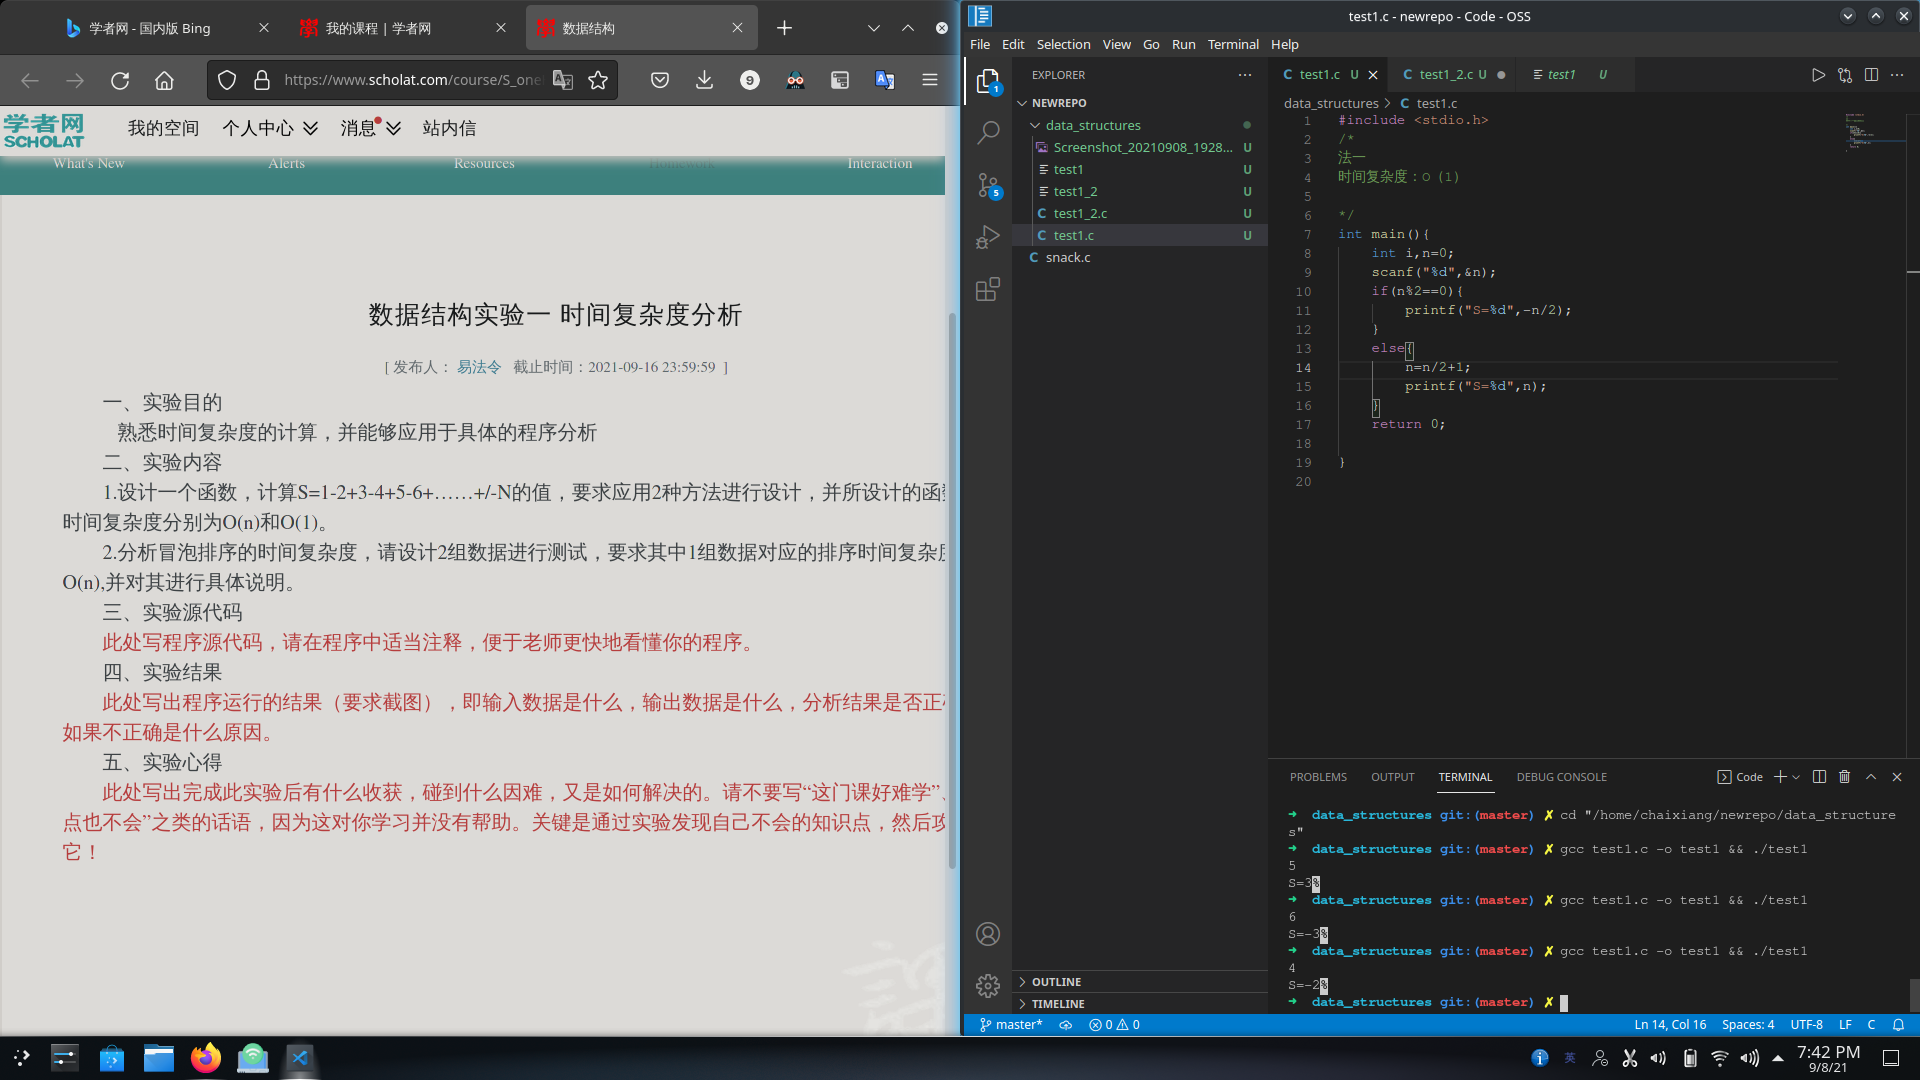 学者网 - 国内版 Bing
我的课程 | 学者网
数据结构
https://www.scholat.com/course/S_one
9
学者网
SCHOLAT
我的空间
个人中心
消息
站内信
What's New
Alerts
Resources
Homework
Interaction
数据结构实验一 时间复杂度分析
[ 发布人： 易法令 截止时间：2021-09-16 23:59:59 ]
一、实验目的
熟悉时间复杂度的计算，并能够应用于具体的程序分析
二、实验内容
1.设计一个函数，计算S=1-2+3-4+5-6+……+/-N的值，要求应用2种方法进行设计，并所设计的函
时间复杂度分别为O(n)和O(1)。
2.分析冒泡排序的时间复杂度，请设计2组数据进行测试，要求其中1组数据对应的排序时间复杂
O(n),并对其进行具体说明。
三、实验源代码
此处写程序源代码，请在程序中适当注释，便于老师更快地看懂你的程序。
四、实验结果
此处写出程序运行的结果（要求截图），即输入数据是什么，输出数据是什么，分析结果是否正
如果不正确是什么原因。
五、实验心得
此处写出完成此实验后有什么收获，碰到什么困难，又是如何解决的。请不要写“这门课好难学”、
点也不会”之类的话语，因为这对你学习并没有帮助。关键是通过实验发现自己不会的知识点，然后攻
它！
test1.c - newrepo - Code - OSS
File Edit Selection View Go Run Terminal Help
1
5
EXPLORER
NEWREPO
data_structures
Screenshot_20210908_1928... U
test1 U
test1_2 U
test1_2.c U
test1.c U
snack.c
OUTLINE
TIMELINE
test1.c U
test1_2.c U
test1 U
data_structures > C test1.c
1 #include <stdio.h>
2 /*
3 法一
4 时间复杂度：O（1）
5
6 */
7 int main(){
8 int i,n=0;
9 scanf("%d",&n);
10 if(n%2==0){
11 printf("S=%d",-n/2);
12 }
13 else{
14 n=n/2+1;
15 printf("S=%d",n);
16 }
17 return 0;
18
19 }
20
PROBLEMS OUTPUT TERMINAL DEBUG CONSOLE
Code
➜ data_structures git:(master) ✗ cd "/home/chaixiang/newrepo/data_structure
s"
➜ data_structures git:(master) ✗ gcc test1.c -o test1 && ./test1
5
S=3%
➜ data_structures git:(master) ✗ gcc test1.c -o test1 && ./test1
6
S=-3%
➜ data_structures git:(master) ✗ gcc test1.c -o test1 && ./test1
4
S=-2%
➜ data_structures git:(master) ✗
master* 0 0
Ln 14, Col 16 Spaces: 4 UTF-8 LF C
英
7:42 PM
9/8/21